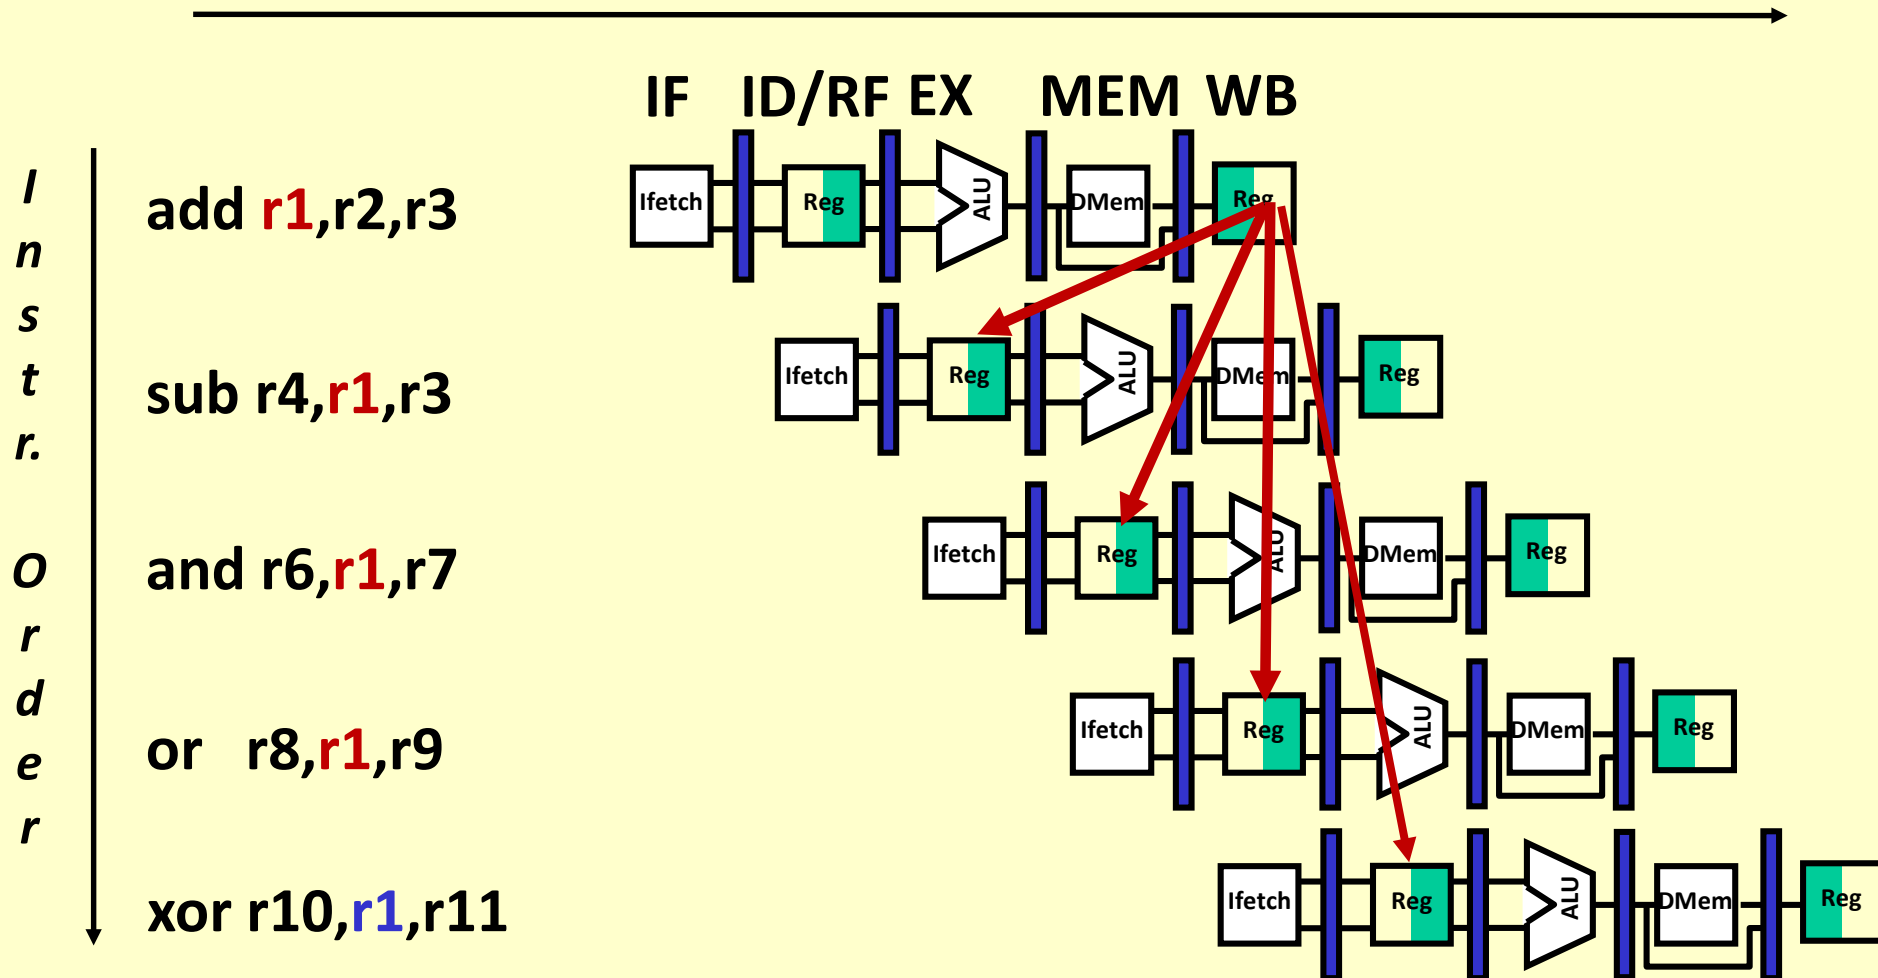 IF ID/RF EX MEM WB
Instr. Order
add r1,r2,r3
Ifetch Reg ALU DMem Reg
sub r4,r1,r3
Ifetch Reg ALU DMem Reg
and r6,r1,r7
Ifetch Reg ALU DMem Reg
or r8,r1,r9
Ifetch Reg ALU DMem Reg
xor r10,r1,r11
Ifetch Reg ALU DMem Reg